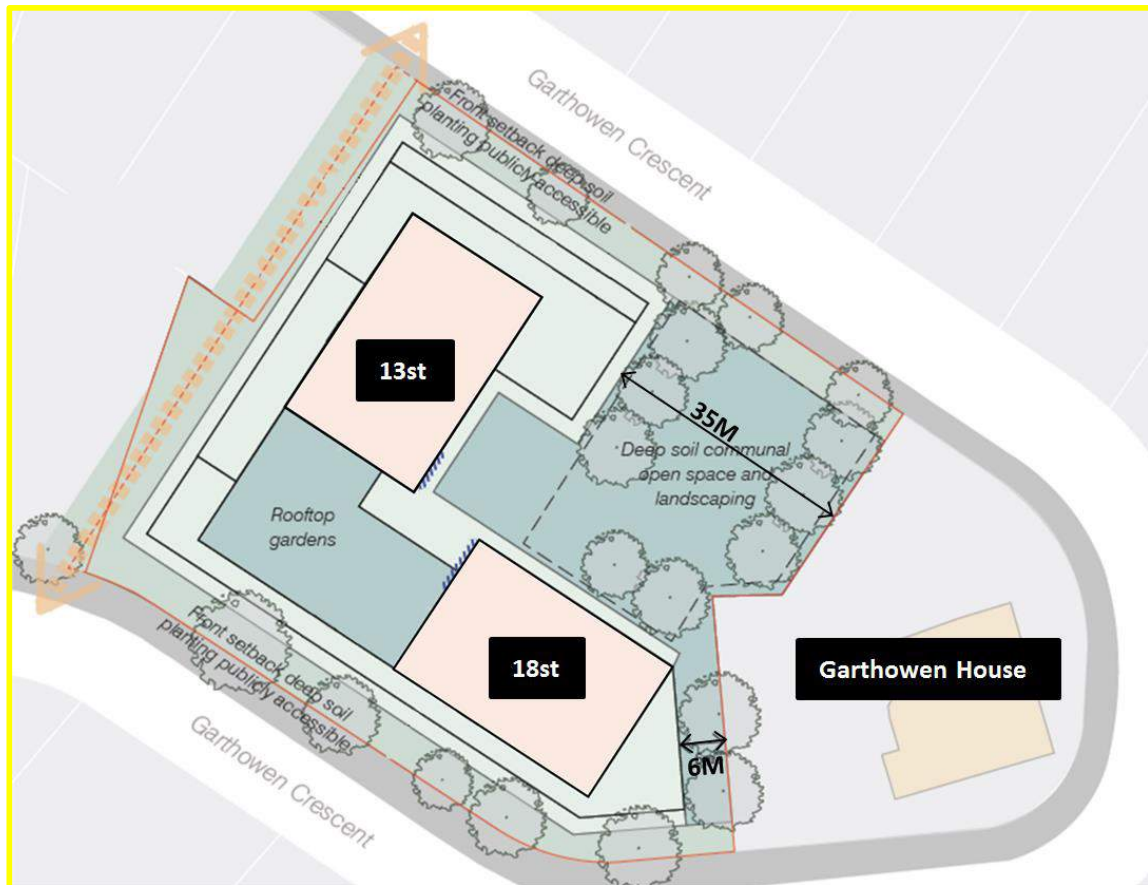 Garthowen Crescent
Front setback deep soil
planting publicly accessible
13st
35M
Deep soil communal
open space and
landscaping
Rooftop
gardens
18st
Garthowen House
6M
Front setback deep soil
planting publicly accessible
Garthowen Crescent